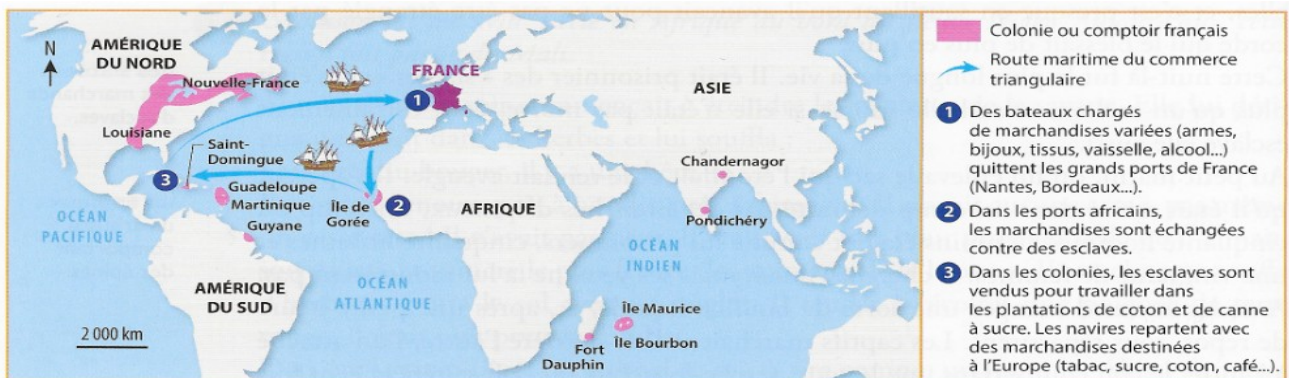 N
AMÉRIQUE
DU NORD
Nouvelle-France
Louisiane
Saint-
Domingue
3
Guadeloupe
Martinique
Guyane
FRANCE
1
Île de
Gorée
2
AFRIQUE
ASIE
Chandernagor
Pondichéry
OCÉAN
PACIFIQUE
OCÉAN
ATLANTIQUE
OCÉAN
INDIEN
AMÉRIQUE
DU SUD
2 000 km
Île Maurice
Île Bourbon
Fort
Dauphin
Colonie ou comptoir français
Route maritime du commerce
triangulaire
1 Des bateaux chargés
de marchandises variées (armes,
bijoux, tissus, vaisselle, alcool...)
quittent les grands ports de France
(Nantes, Bordeaux...).
2 Dans les ports africains,
les marchandises sont échangées
contre des esclaves.
3 Dans les colonies, les esclaves sont
vendus pour travailler dans
les plantations de coton et de canne
à sucre. Les navires repartent avec
des marchandises destinées
à l'Europe (tabac, sucre, coton, café...).